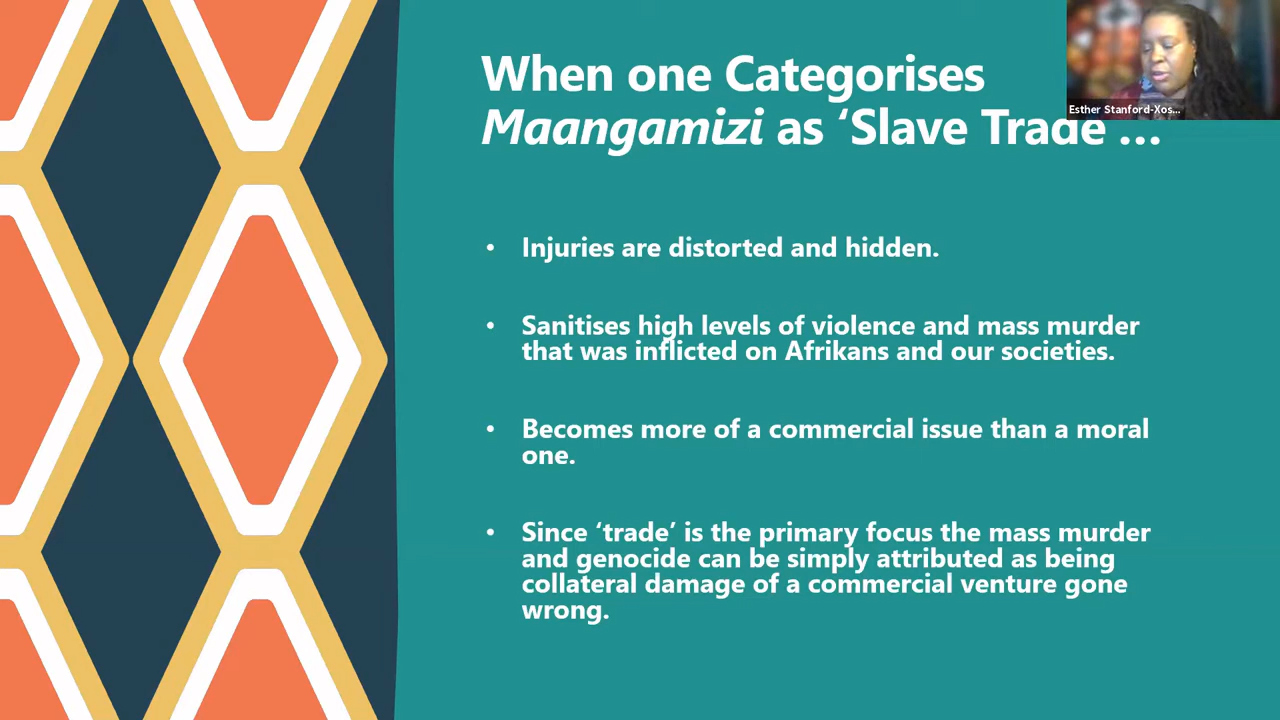 When one Categorises
Maangamizi as ‘Slave Trade’…
Esther Stanford-Xos...
• Injuries are distorted and hidden.
• Sanitises high levels of violence and mass murder
that was inflicted on Afrikans and our societies.
• Becomes more of a commercial issue than a moral
one.
• Since ‘trade’ is the primary focus the mass murder
and genocide can be simply attributed as being
collateral damage of a commercial venture gone
wrong.